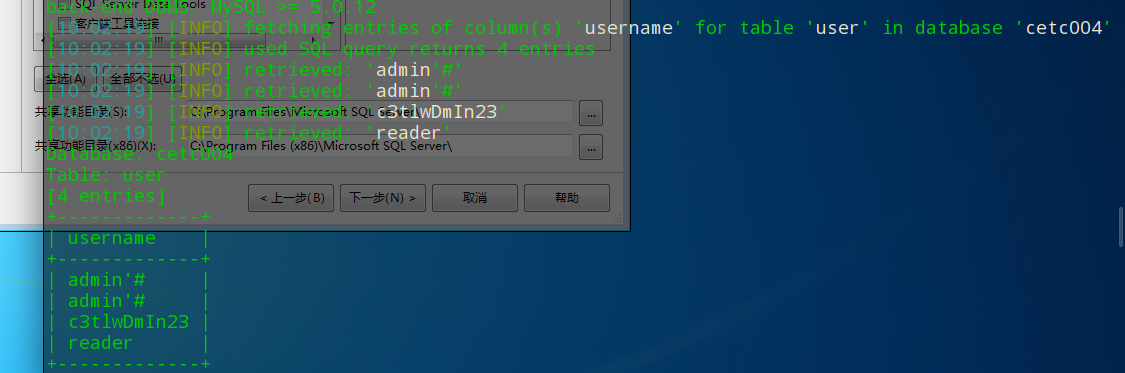 back-end DBMS: MySQL >= 5.0.12
SQL Server Data Tools
客户端工具连接
[10:02:19] [INFO] fetching entries of column(s) 'username' for table 'user' in database 'cetc004'
[10:02:19] [INFO] used SQL query returns 4 entries
[10:02:19] [INFO] retrieved: 'admin'#'
全选(A)
全部不选(U)
[10:02:19] [INFO] retrieved: 'admin'#'
共享功能目录(S):
C:\Program Files\Microsoft SQL Server\
...
[10:02:19] [INFO] retrieved: 'c3tlwDmIn23'
[10:02:19] [INFO] retrieved: 'reader'
共享功能目录(x86)(X):
C:\Program Files (x86)\Microsoft SQL Server\
...
Database: cetc004
Table: user
[4 entries]
< 上一步(B)
下一步(N) >
取消
帮助
+-------------+
| username    |
+-------------+
| admin'#     |
| admin'#     |
| c3tlwDmIn23 |
| reader      |
+-------------+